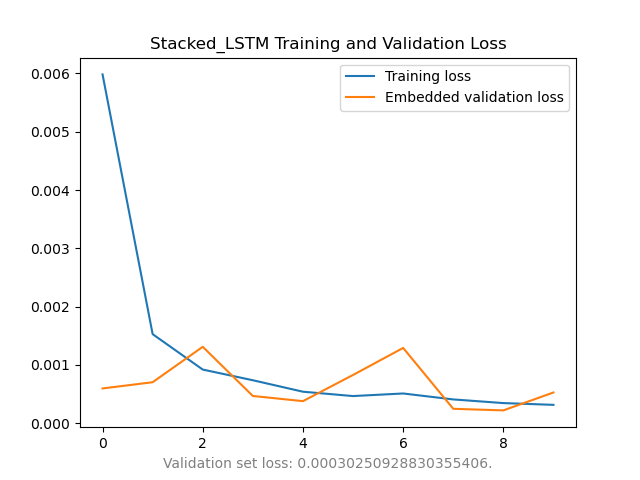 Stacked_LSTM Training and Validation Loss
Training loss
Embedded validation loss
0.006
0.005
0.004
0.003
0.002
0.001
0.000
0 2 4 6 8
Validation set loss: 0.00030250928830355406.